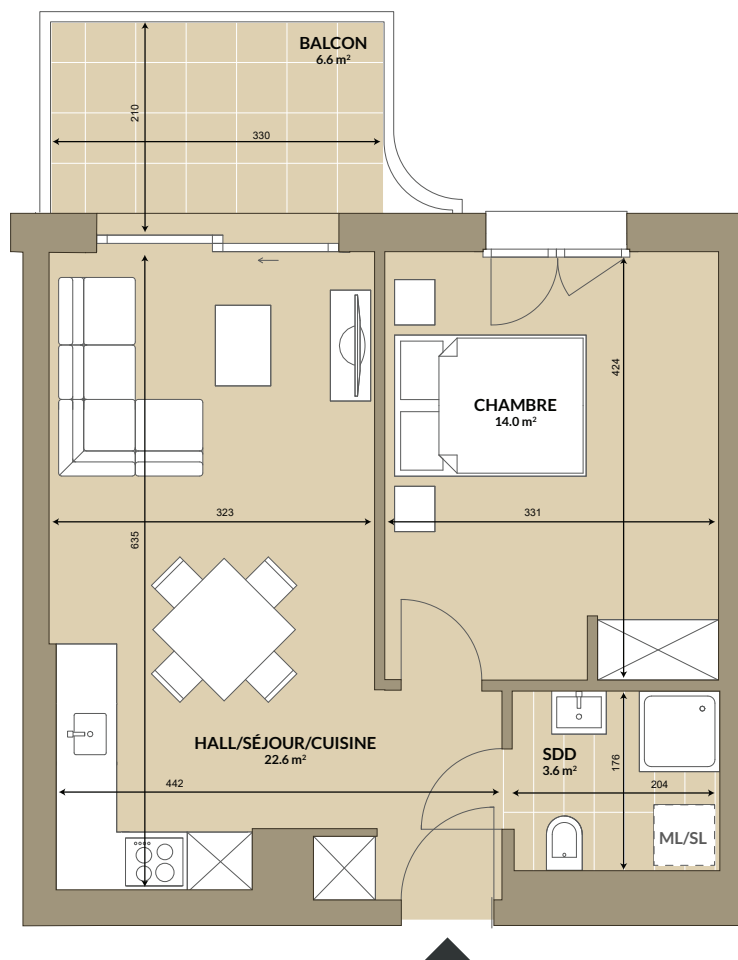 BALCON
6.6 m²
210
330
CHAMBRE
14.0 m²
424
323
331
635
HALL/SÉJOUR/CUISINE
22.6 m²
SDD
3.6 m²
176
442
204
ML/SL